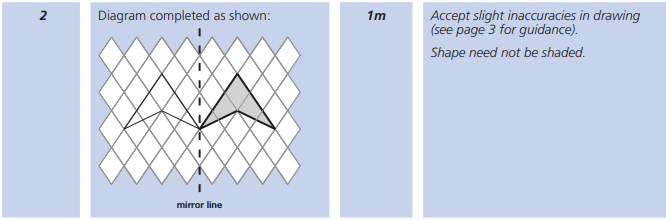 2
Diagram completed as shown:
mirror line
1m
Accept slight inaccuracies in drawing
(see page 3 for guidance).
Shape need not be shaded.